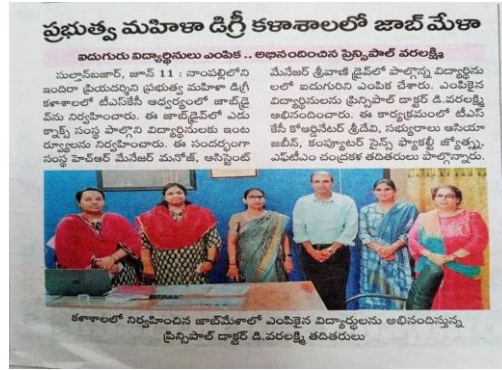 ప్రభుత్వ మహిళా డిగ్రీ కళాశాలలో జాబ్ మేళా
ఐదుగురు విద్యార్థినులు ఎంపిక .. అభినందించిన ప్రిన్సిపాల్ వరలక్ష్మి
సుల్తాన్‌బజార్, జూన్ 11 : నాంపల్లిలోని
ఇందిరా ప్రియదర్శిని ప్రభుత్వ మహిళా డిగ్రీ
కళాశాలలో టీఎస్‌కేసీ ఆధ్వర్యంలో జాబ్‌డ్రై
వ్‌ను నిర్వహించారు. ఈ జాబ్‌డ్రైవ్‌లో ఎడు
క్నాక్స్ సంస్థ పాల్గొని విద్యార్థినులకు ఇంట
ర్వ్యూలను నిర్వహించారు. ఈ సందర్భంగా
సంస్థ హెచ్ఆర్ మేనేజర్ మనోజ్, అసిస్టెంట్
మేనేజర్ శ్రీవాణి డ్రైవ్‌లో పాల్గొన్న విద్యార్థిను
లలో ఐదుగురిని ఎంపిక చేశారు. ఎంపికైన
విద్యార్థినులను ప్రిన్సిపాల్ డాక్టర్ డి.వరలక్ష్మి
అభినందించారు. ఈ కార్యక్రమంలో టీఎస్
కేసీ కోఆర్డినేటర్ శ్రీదేవి, సభ్యురాలు ఆసియా
జబీన్, కంప్యూటర్ సైన్స్ ఫ్యాకల్టీ జ్యోత్స్న,
ఎఫ్‌టీఎం చంద్రకళ తదితరులు పాల్గొన్నారు.
కళాశాలలో నిర్వహించిన జాబ్‌మేళాలో ఎంపికైన విద్యార్థులను అభినందిస్తున్న
ప్రిన్సిపాల్ డాక్టర్ డి.వరలక్ష్మి తదితరులు